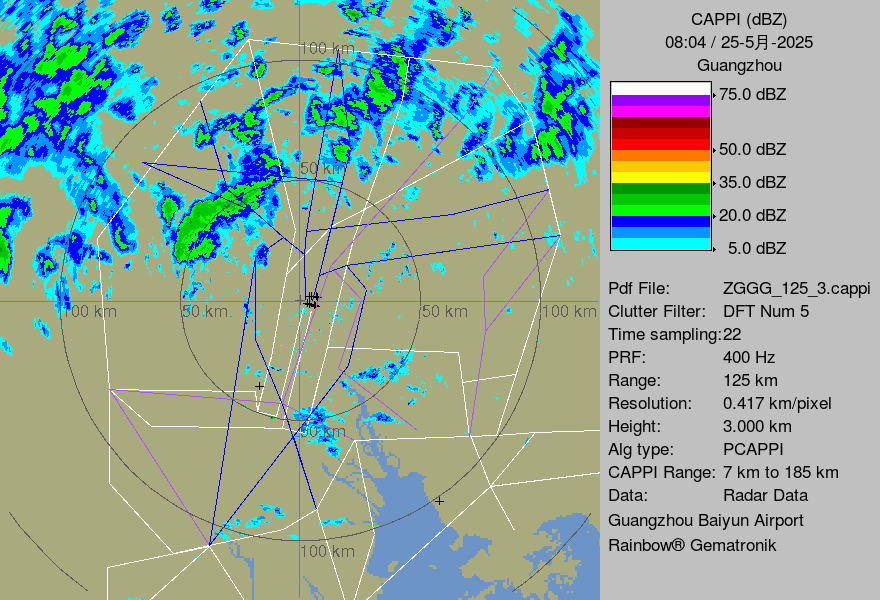 CAPPI (dBZ)
08:04 / 25-5月-2025
Guangzhou
75.0 dBZ
50.0 dBZ
35.0 dBZ
20.0 dBZ
5.0 dBZ
Pdf File: ZGGG_125_3.cappi
Clutter Filter: DFT Num 5
Time sampling:22
PRF: 400 Hz
Range: 125 km
Resolution: 0.417 km/pixel
Height: 3.000 km
Alg type: PCAPPI
CAPPI Range: 7 km to 185 km
Data: Radar Data
Guangzhou Baiyun Airport
Rainbow® Gematronik
100 km
50 km
100 km
50 km
50 km
100 km
50 km
100 km